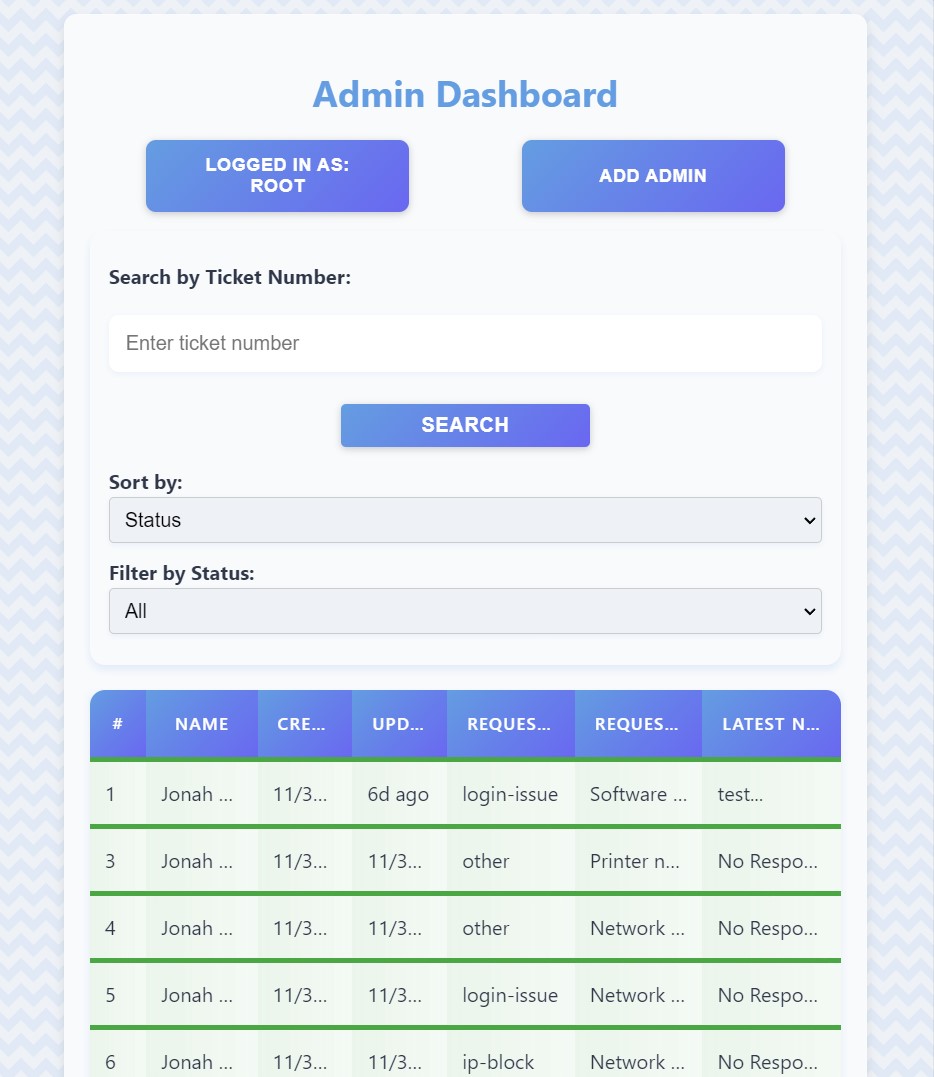 Admin Dashboard
LOGGED IN AS:
ROOT
ADD ADMIN
Search by Ticket Number:
Enter ticket number
SEARCH
Sort by:
Status
Filter by Status:
All
# NAME CRE... UPD... REQUES... REQUES... LATEST N...
1 Jonah ... 11/3... 6d ago login-issue Software ... test...
3 Jonah ... 11/3... 11/3... other Printer n... No Respo...
4 Jonah ... 11/3... 11/3... other Network ... No Respo...
5 Jonah ... 11/3... 11/3... login-issue Network ... No Respo...
6 Jonah ... 11/3... 11/3... ip-block Network ... No Respo...